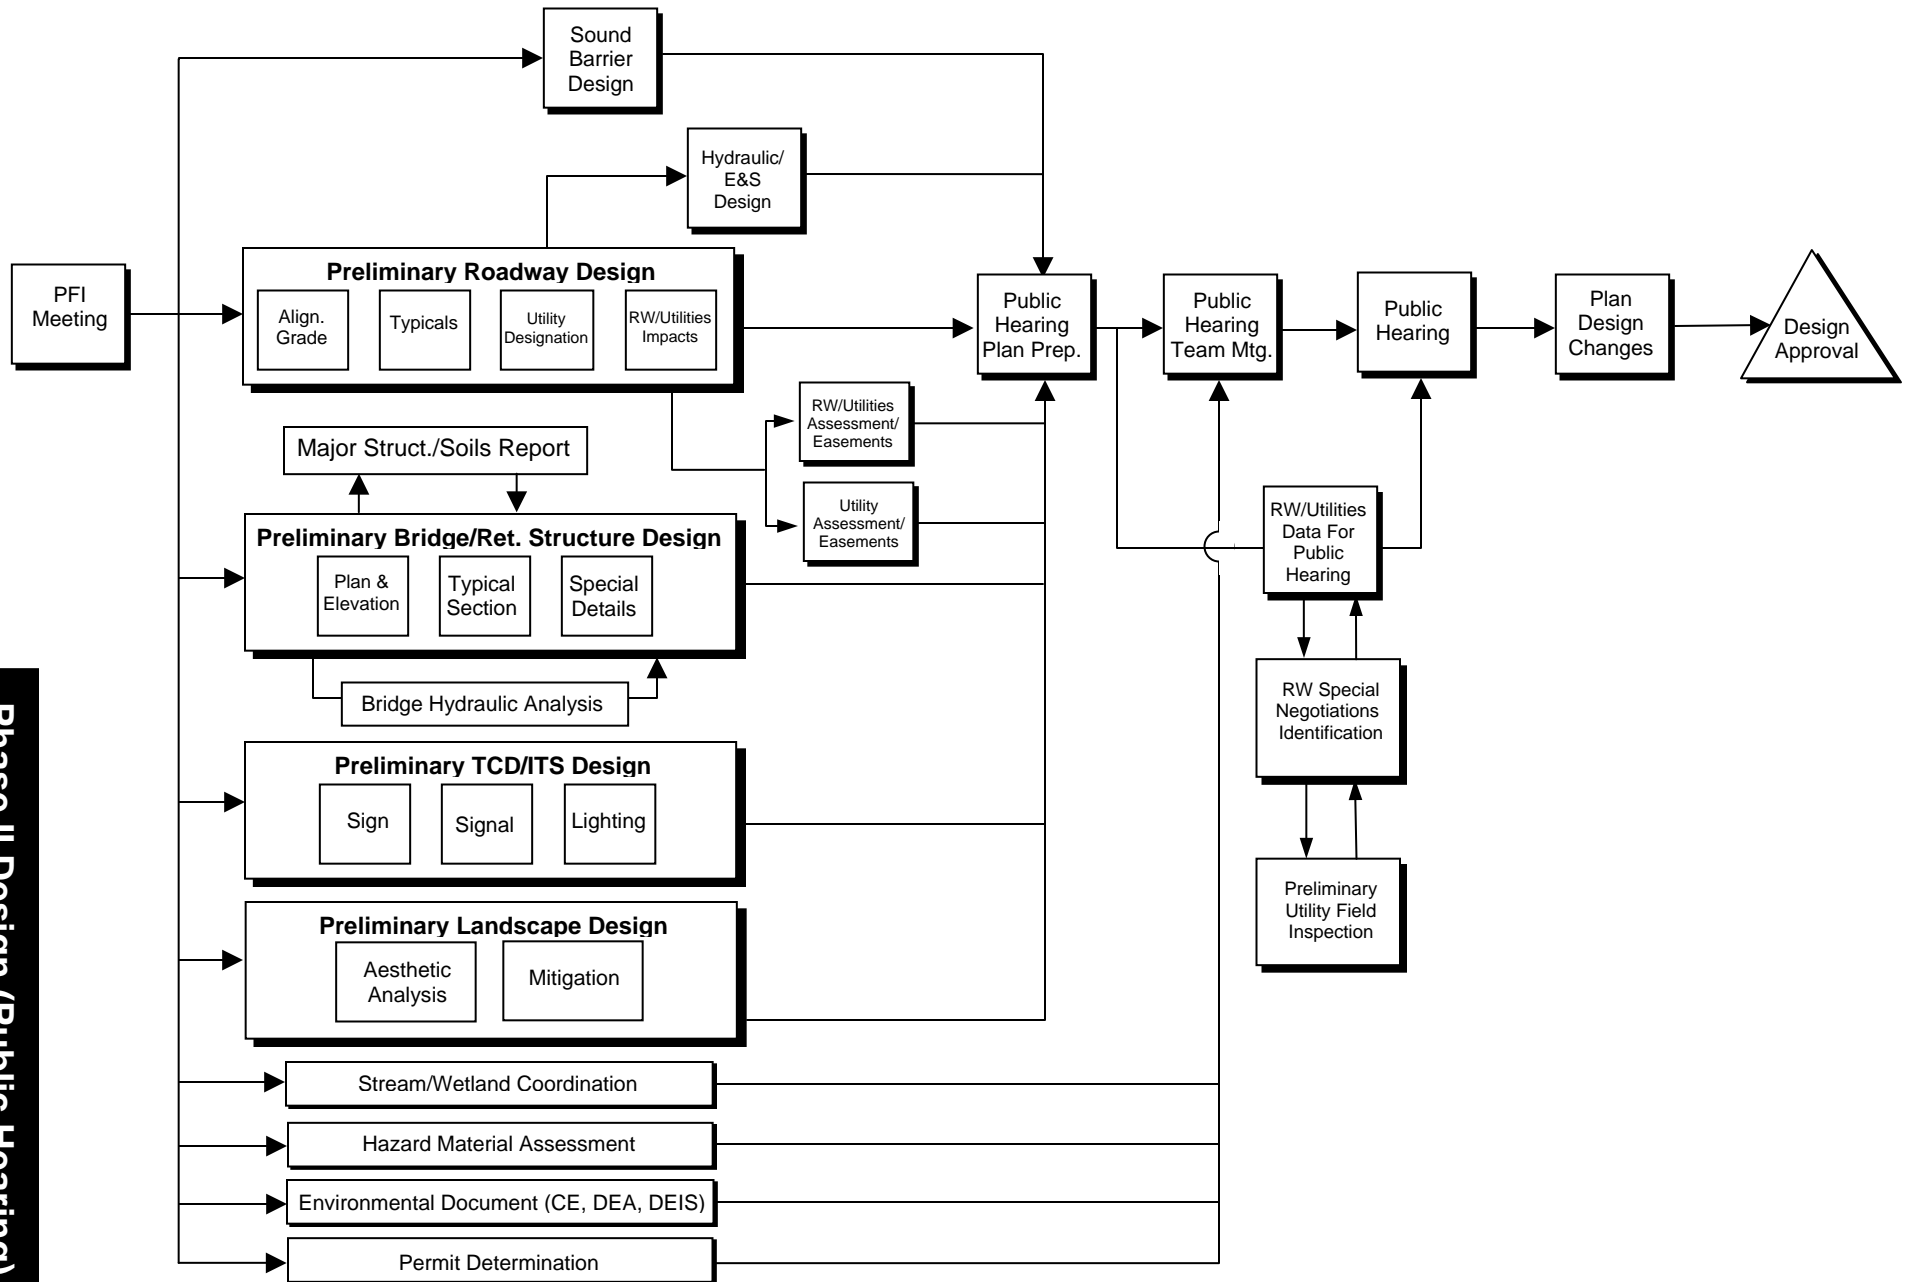 Sound
Barrier
Design
Hydraulic/
E&S
Design
PFI
Meeting
Preliminary Roadway Design
Align.
Grade
Typicals
Utility
Designation
RW/Utilities
Impacts
Public
Hearing
Plan Prep.
Public
Hearing
Team Mtg.
Public
Hearing
Plan
Design
Changes
Design
Approval
RW/Utilities
Assessment/
Easements
Major Struct./Soils Report
Utility
Assessment/
Easements
RW/Utilities
Data For
Public
Hearing
Preliminary Bridge/Ret. Structure Design
Plan &
Elevation
Typical
Section
Special
Details
Bridge Hydraulic Analysis
RW Special
Negotiations
Identification
Preliminary TCD/ITS Design
Sign
Signal
Lighting
Preliminary
Utility Field
Inspection
Preliminary Landscape Design
Aesthetic
Analysis
Mitigation
Stream/Wetland Coordination
Hazard Material Assessment
Environmental Document (CE, DEA, DEIS)
Permit Determination
Phase II Design (Public Hearing)